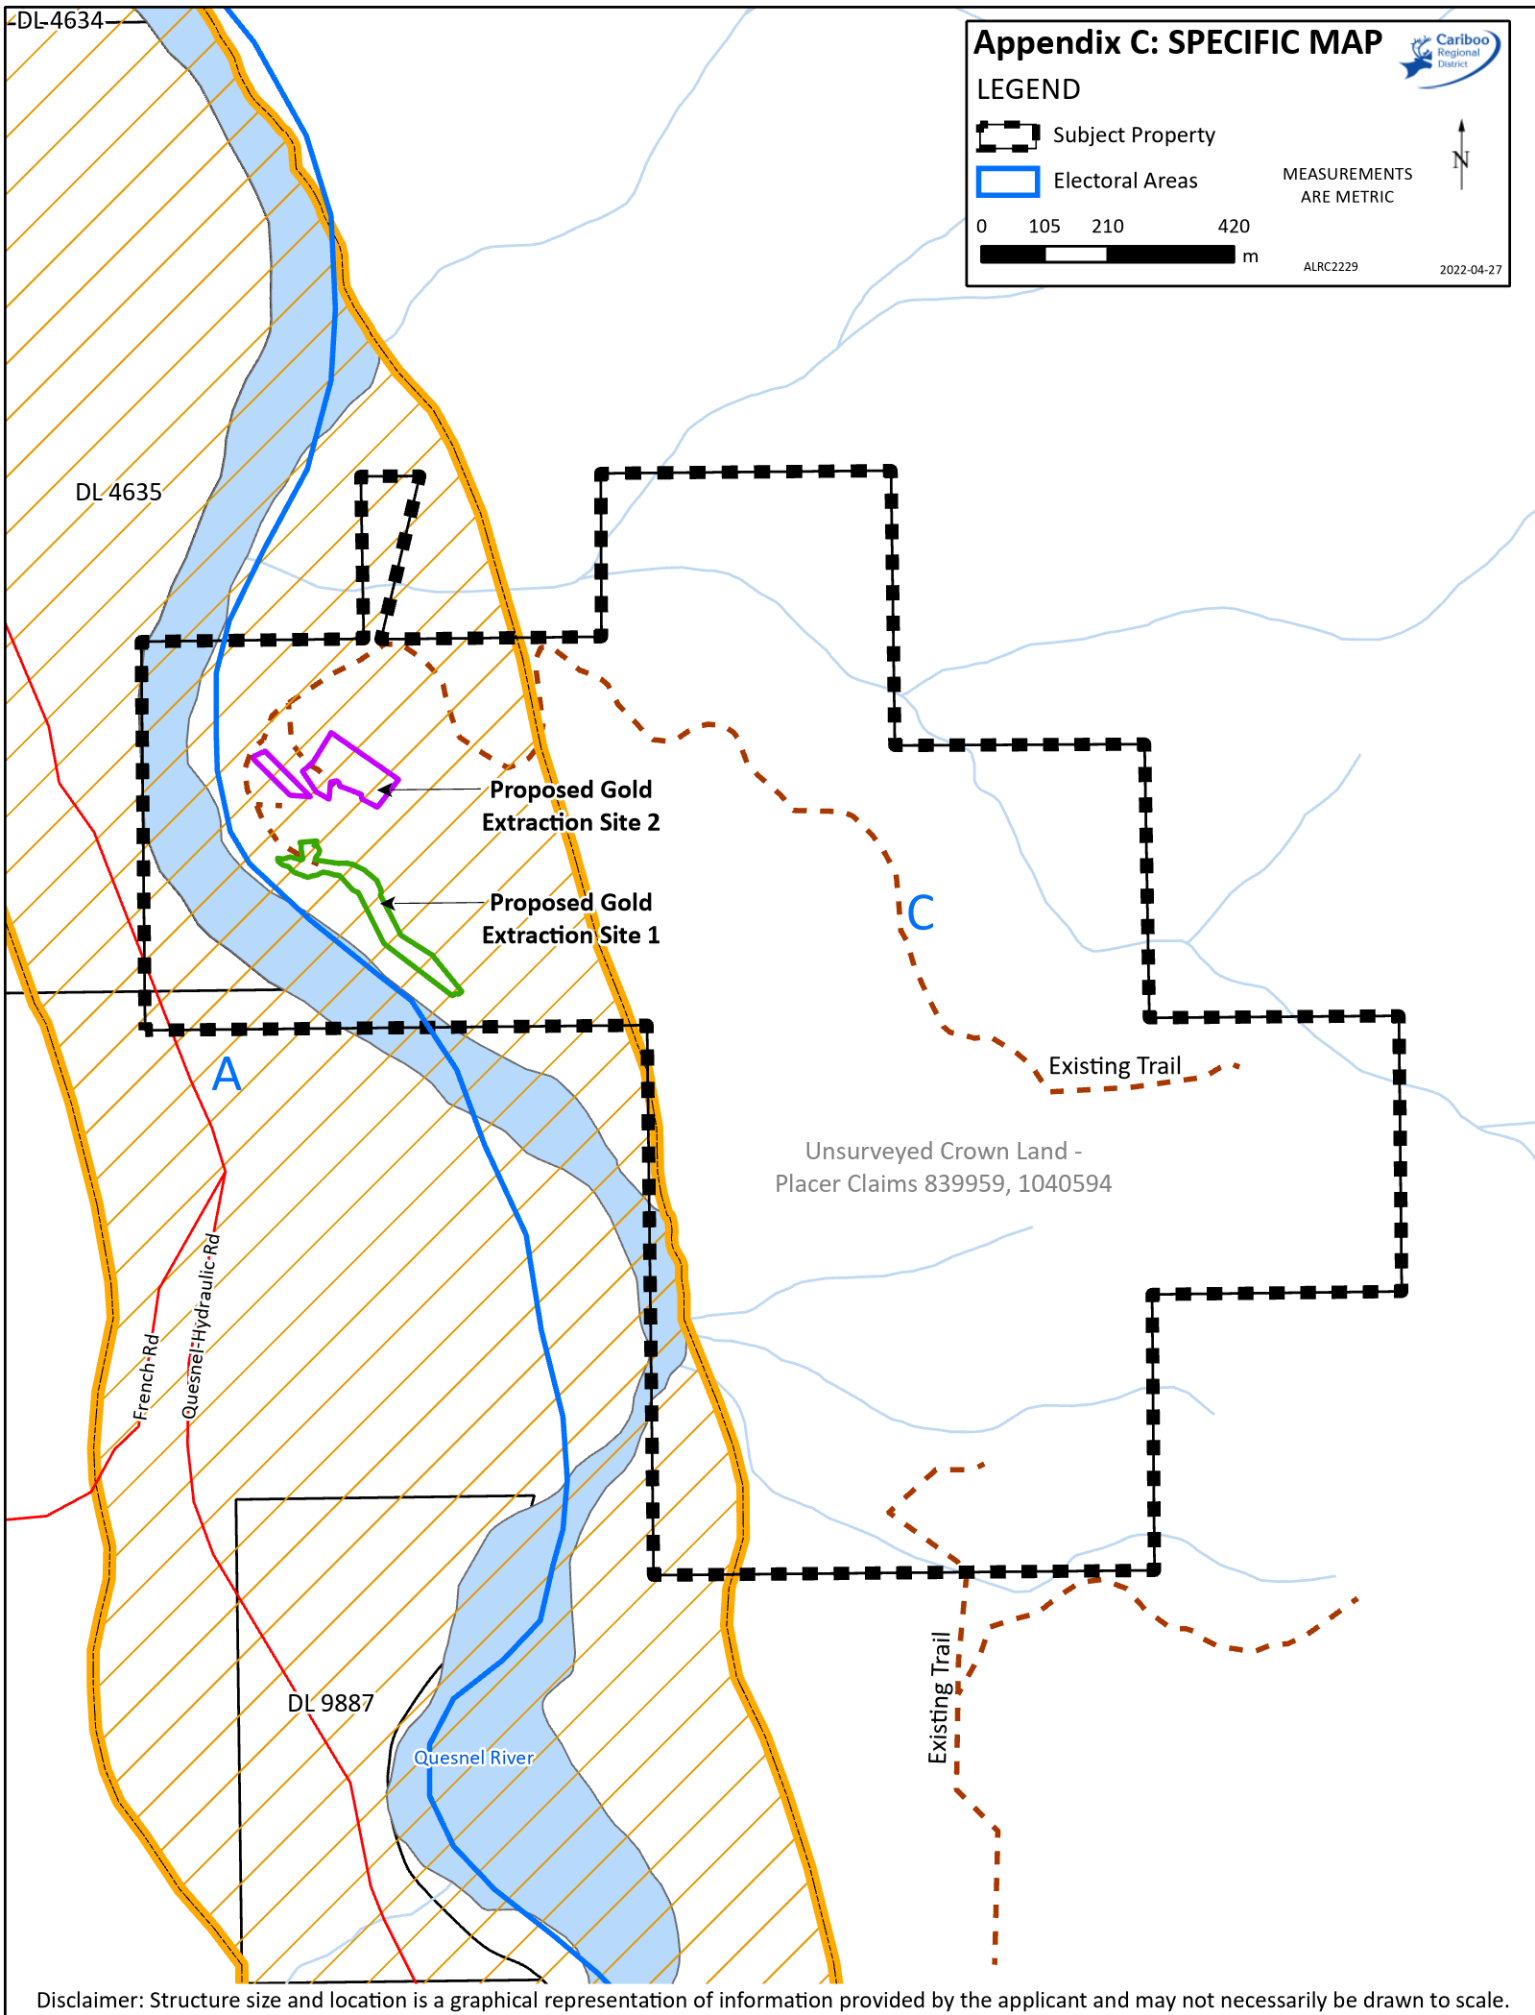 DL 4634
Appendix C: SPECIFIC MAP
Cariboo
Regional
District
LEGEND
Subject Property
Electoral Areas
N
MEASUREMENTS
ARE METRIC
0 105 210 420
m
ALRC2229
2022-04-27
DL 4635
Proposed Gold
Extraction Site 2
Proposed Gold
Extraction Site 1
C
A
Existing Trail
Unsurveyed Crown Land -
Placer Claims 839959, 1040594
French Rd
Quesnel-Hydraulic Rd
Existing Trail
DL 9887
Quesnel River
Disclaimer: Structure size and location is a graphical representation of information provided by the applicant and may not necessarily be drawn to scale.